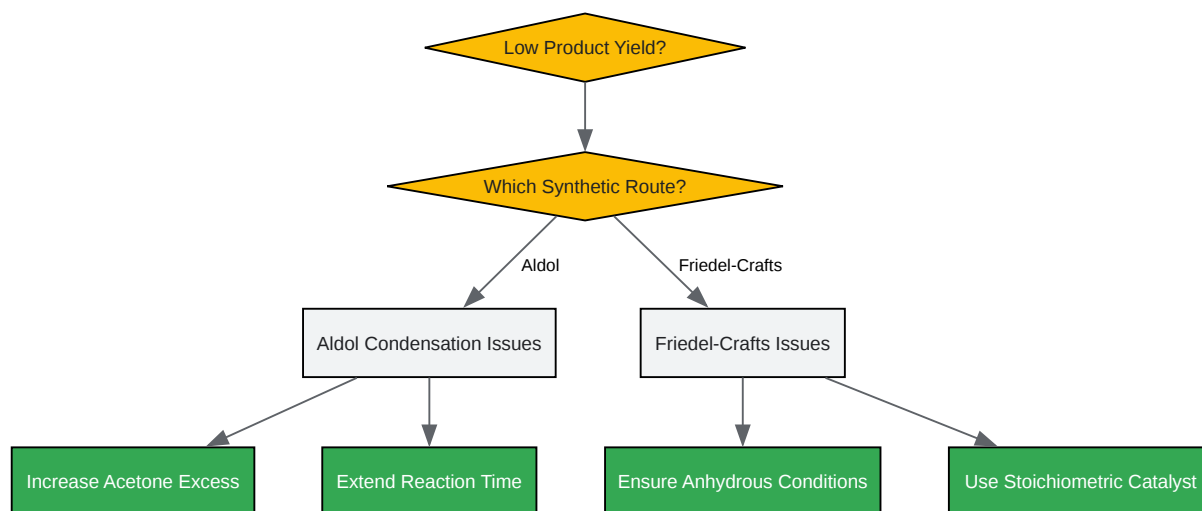 Low Product Yield?
Which Synthetic Route?
Aldol
Friedel-Crafts
Aldol Condensation Issues
Friedel-Crafts Issues
Increase Acetone Excess
Extend Reaction Time
Ensure Anhydrous Conditions
Use Stoichiometric Catalyst